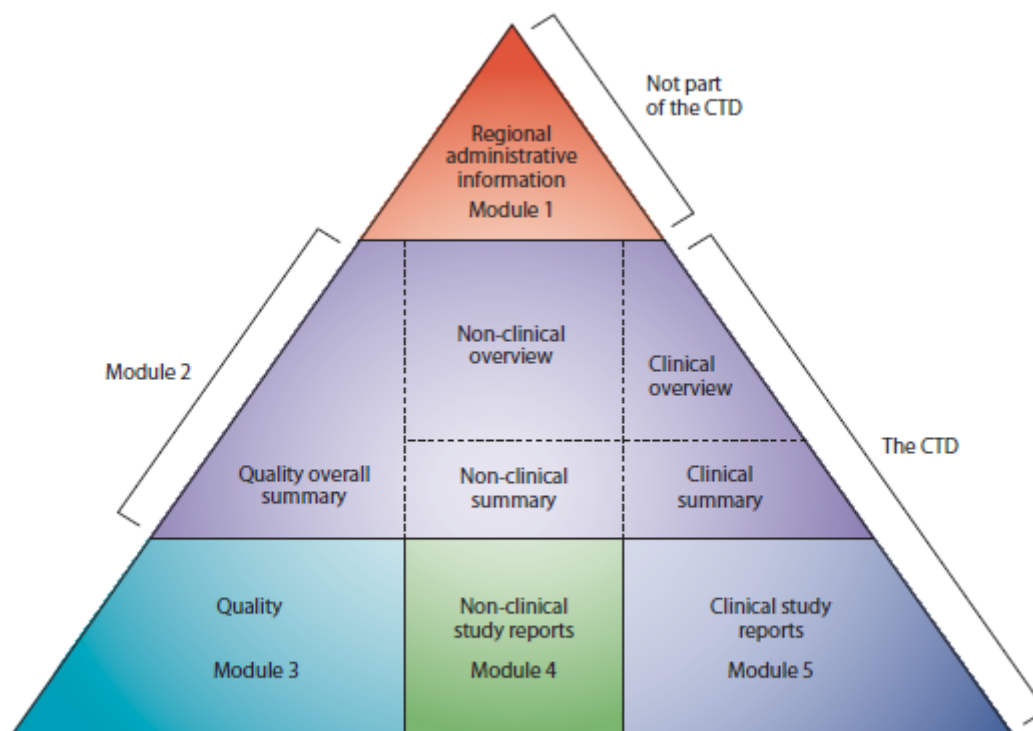 Not part
of the CTD
Regional
administrative
information
Module 1
Module 2
Non-clinical
overview
Clinical
overview
The CTD
Quality overall
summary
Non-clinical
summary
Clinical
summary
Quality
Module 3
Non-clinical
study reports
Module 4
Clinical study
reports
Module 5